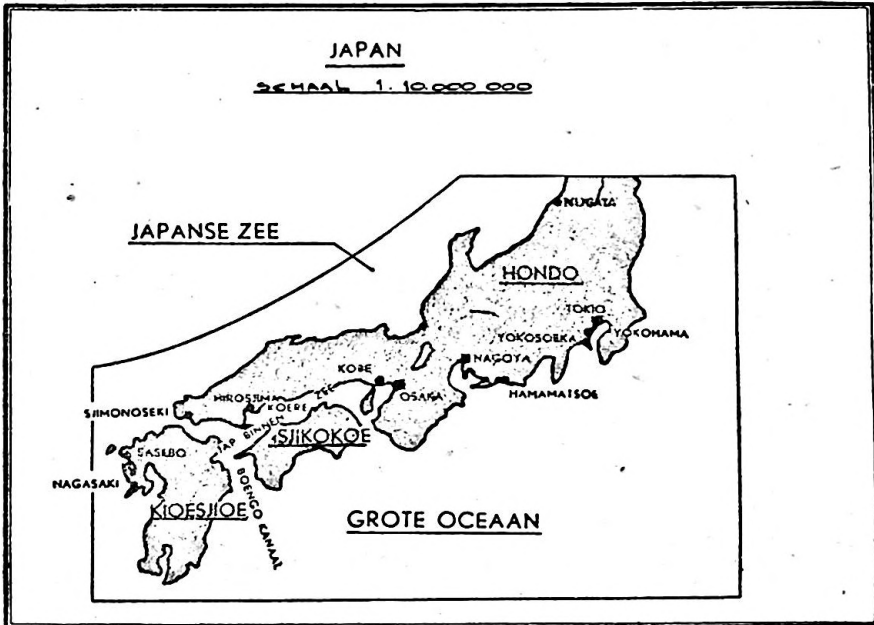 JAPAN
SCHAAL 1:10.000 000
JAPANSE ZEE
NIIGATA
HONDO
TOKIO
YOKOSOEKA
YOKOHAMA
NAGOYA
KOBE
OSAKA
HAMAMATSOE
HIROSJIMA
KOERE
SJIMONOSEKI
JAP BINNEN ZEE
SJIKOKOE
SASEBO
NAGASAKI
BOENGO KANAAL
KIOESJIOE
GROTE OCEAAN